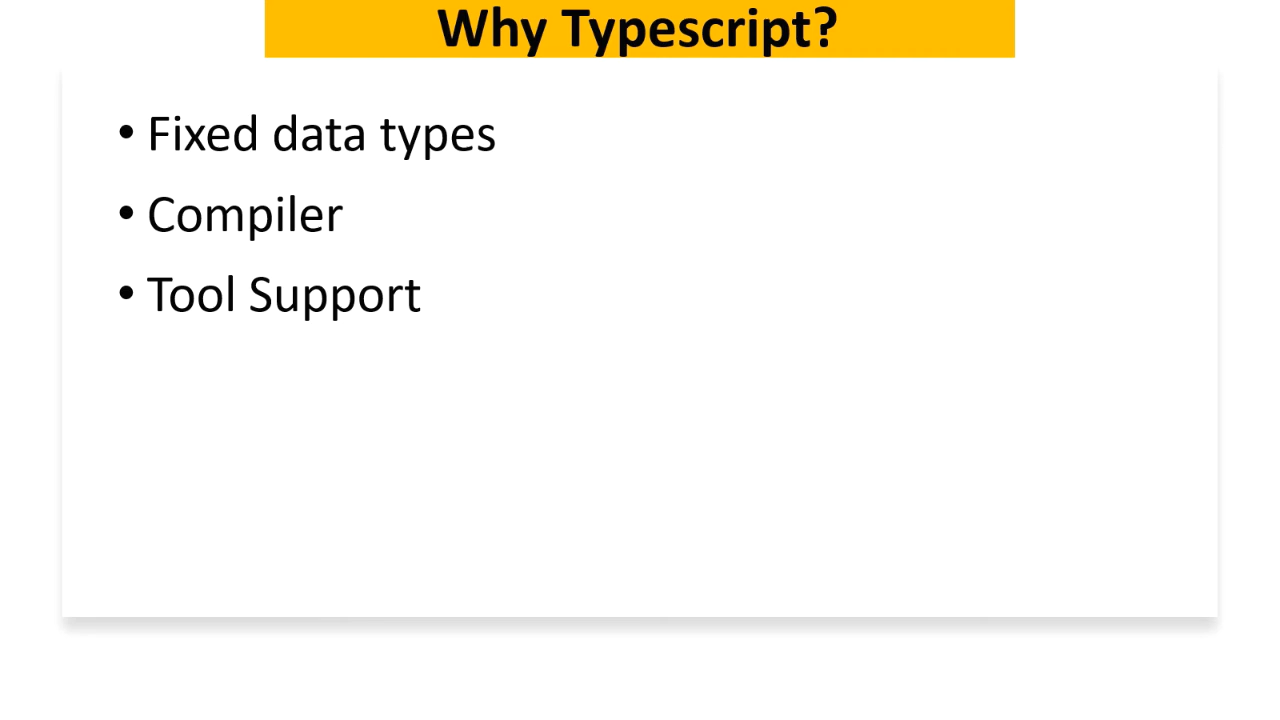 Why Typescript?
• Fixed data types
• Compiler
• Tool Support